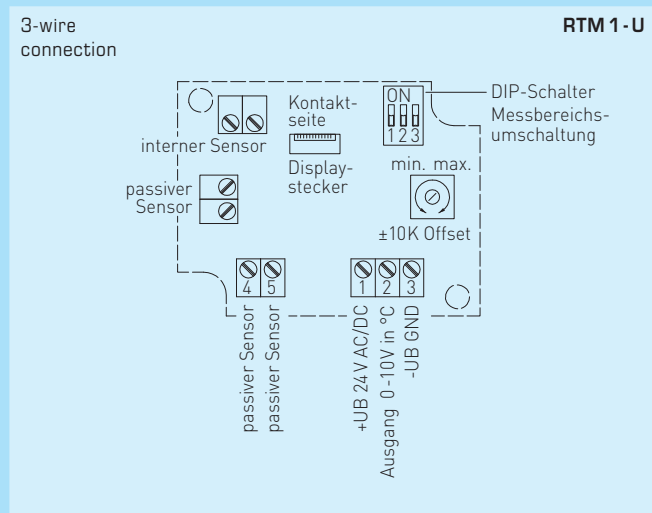 3-wire
connection
RTM 1 - U
DIP-Schalter
Messbereichs-
umschaltung
ON
1 2 3
Kontakt-
seite
interner Sensor
Display-
stecker
min. max.
passiver
Sensor
±10K Offset
4 5
1 2 3
passiver Sensor
passiver Sensor
+UB 24V AC/DC
Ausgang 0-10V in °C
-UB GND